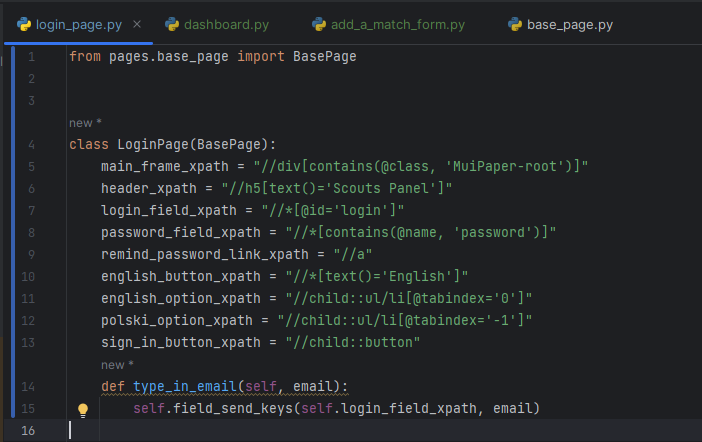 login_page.py × dashboard.py add_a_match_form.py base_page.py
1 from pages.base_page import BasePage
2
3
new *
4 class LoginPage(BasePage):
5 main_frame_xpath = "//div[contains(@class, 'MuiPaper-root')]"
6 header_xpath = "//h5[text()='Scouts Panel']"
7 login_field_xpath = "//*[@id='login']"
8 password_field_xpath = "//*[contains(@name, 'password')]"
9 remind_password_link_xpath = "//a"
10 english_button_xpath = "//*[text()='English']"
11 english_option_xpath = "//child::ul/li[@tabindex='0']"
12 polski_option_xpath = "//child::ul/li[@tabindex='-1']"
13 sign_in_button_xpath = "//child::button"
new *
14 def type_in_email(self, email):
15 self.field_send_keys(self.login_field_xpath, email)
16